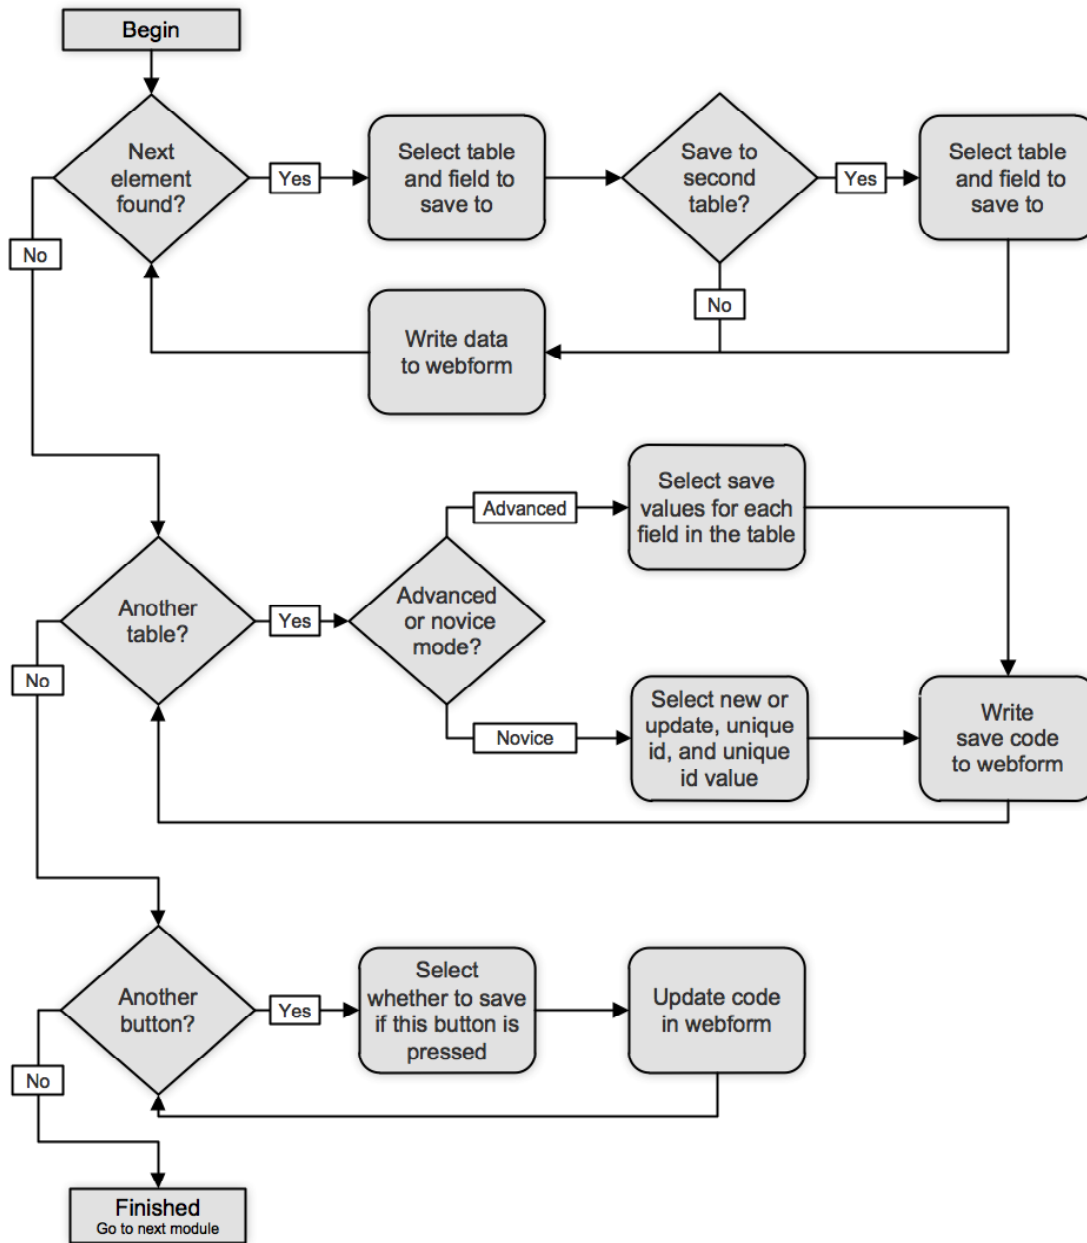 Begin
Next
element
found?
Yes
Select table
and field to
save to
Save to
second
table?
Yes
Select table
and field to
save to
No
No
Write data
to webform
Another
table?
Yes
Advanced
or novice
mode?
Advanced
Select save
values for each
field in the table
Novice
Select new or
update, unique
id, and unique
id value
Write
save code
to webform
No
Another
button?
Yes
Select
whether to save
if this button is
pressed
Update code
in webform
No
Finished
Go to next module